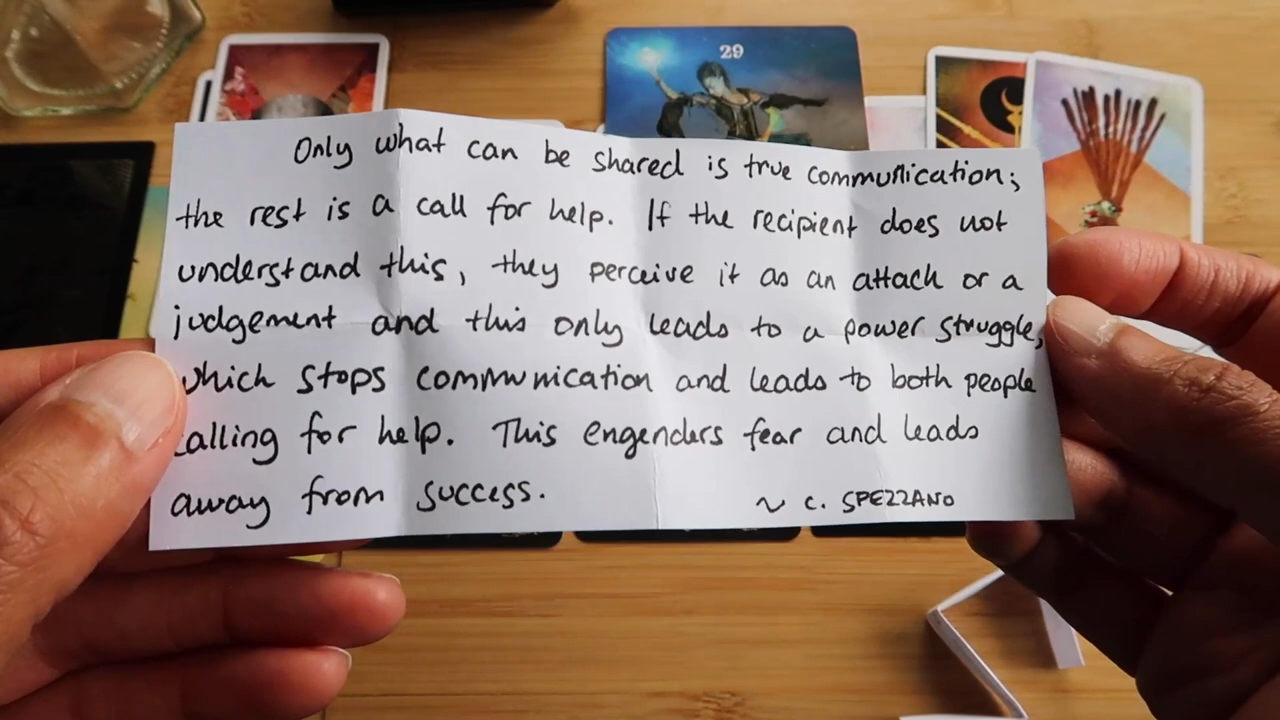 29
Only what can be shared is true communication;
the rest is a call for help. If the recipient does not
understand this, they perceive it as an attack or a
judgement and this only leads to a power struggle,
which stops communication and leads to both people
calling for help. This engenders fear and leads
away from success.
~ C. SPEZZANO